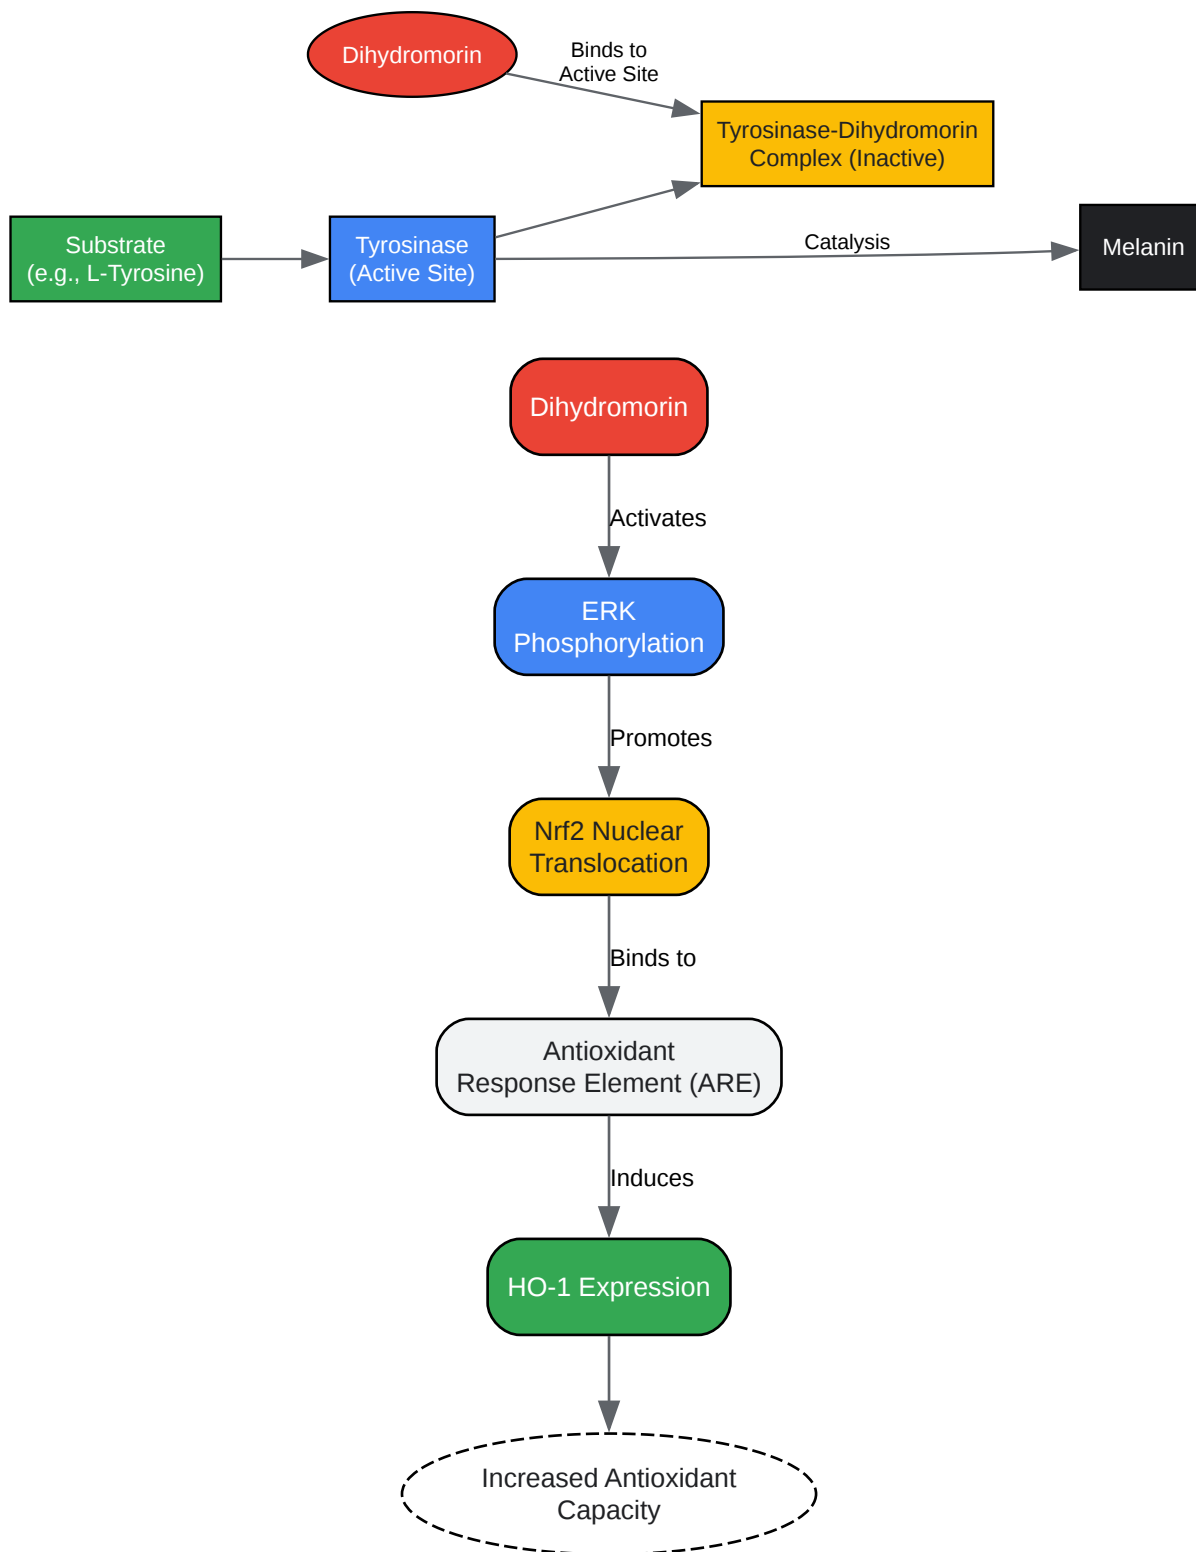 Dihydromorin
Binds to
Active Site
Tyrosinase-Dihydromorin
Complex (Inactive)
Substrate
(e.g., L-Tyrosine)
Tyrosinase
(Active Site)
Catalysis
Melanin
Dihydromorin
Activates
ERK
Phosphorylation
Promotes
Nrf2 Nuclear
Translocation
Binds to
Antioxidant
Response Element (ARE)
Induces
HO-1 Expression
Increased Antioxidant
Capacity